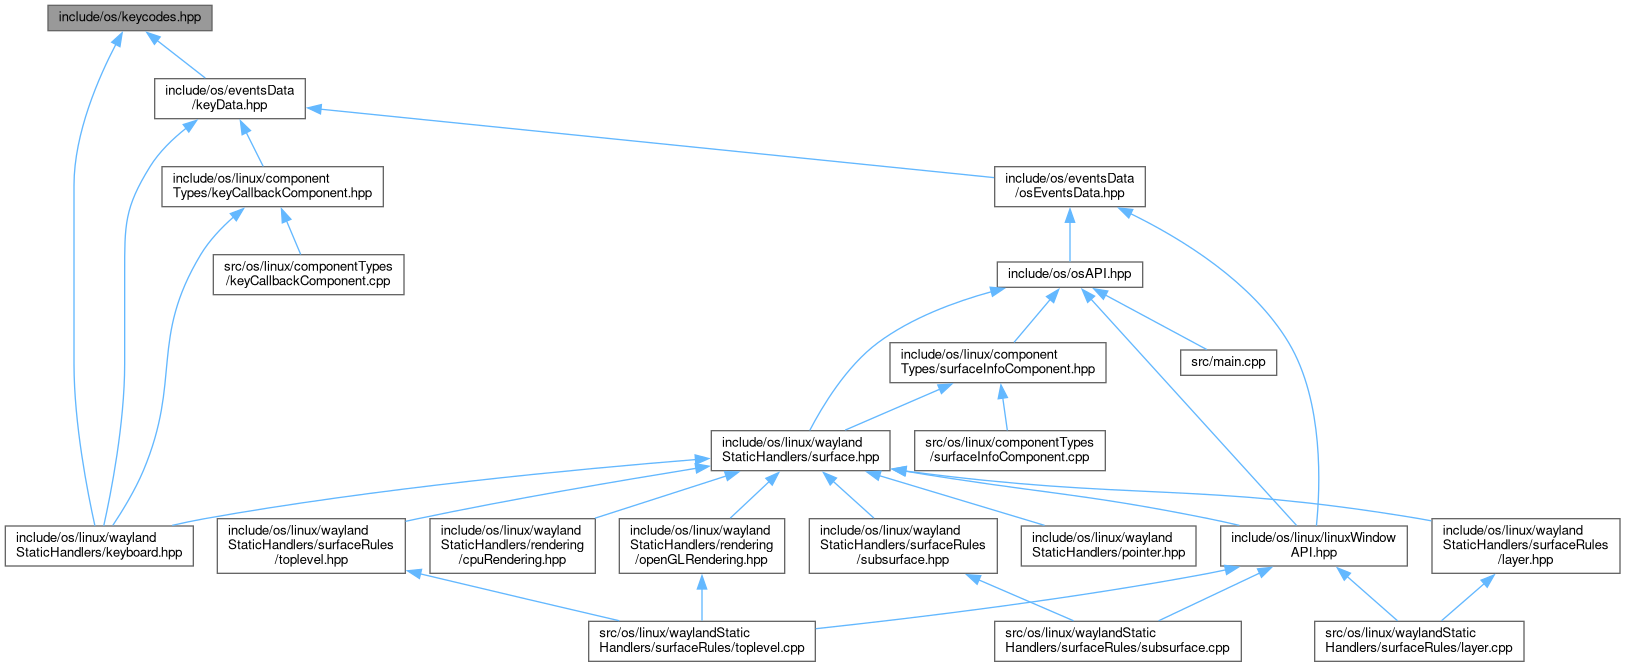 include/os/keycodes.hpp
include/os/eventsData
/keyData.hpp
include/os/linux/component
Types/keyCallbackComponent.hpp
include/os/eventsData
/osEventsData.hpp
src/os/linux/componentTypes
/keyCallbackComponent.cpp
include/os/osAPI.hpp
include/os/linux/component
Types/surfaceInfoComponent.hpp
src/main.cpp
include/os/linux/wayland
StaticHandlers/surface.hpp
src/os/linux/componentTypes
/surfaceInfoComponent.cpp
include/os/linux/wayland
StaticHandlers/keyboard.hpp
include/os/linux/wayland
StaticHandlers/surfaceRules
/toplevel.hpp
include/os/linux/wayland
StaticHandlers/rendering
/cpuRendering.hpp
include/os/linux/wayland
StaticHandlers/rendering
/openGLRendering.hpp
include/os/linux/wayland
StaticHandlers/surfaceRules
/subsurface.hpp
include/os/linux/wayland
StaticHandlers/pointer.hpp
include/os/linux/linuxWindow
API.hpp
include/os/linux/wayland
StaticHandlers/surfaceRules
/layer.hpp
src/os/linux/waylandStatic
Handlers/surfaceRules/toplevel.cpp
src/os/linux/waylandStatic
Handlers/surfaceRules/subsurface.cpp
src/os/linux/waylandStatic
Handlers/surfaceRules/layer.cpp